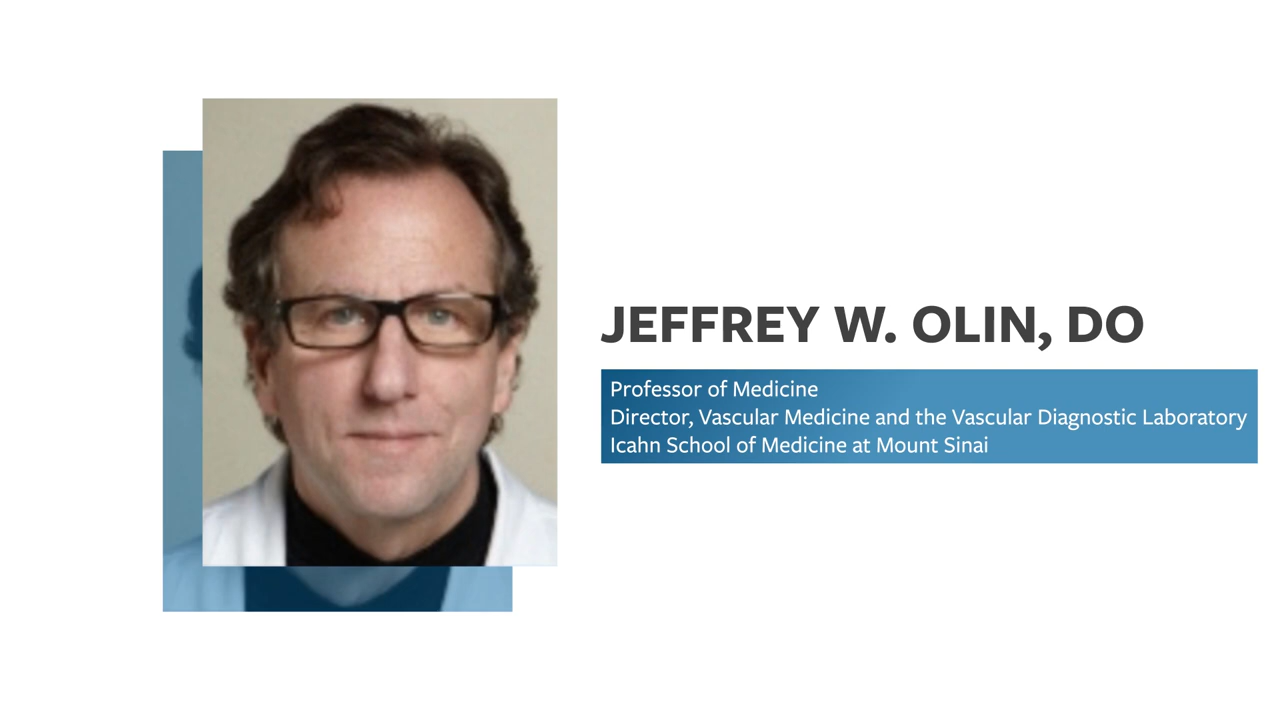 JEFFREY W. OLIN, DO
Professor of Medicine
Director, Vascular Medicine and the Vascular Diagnostic Laboratory
Icahn School of Medicine at Mount Sinai